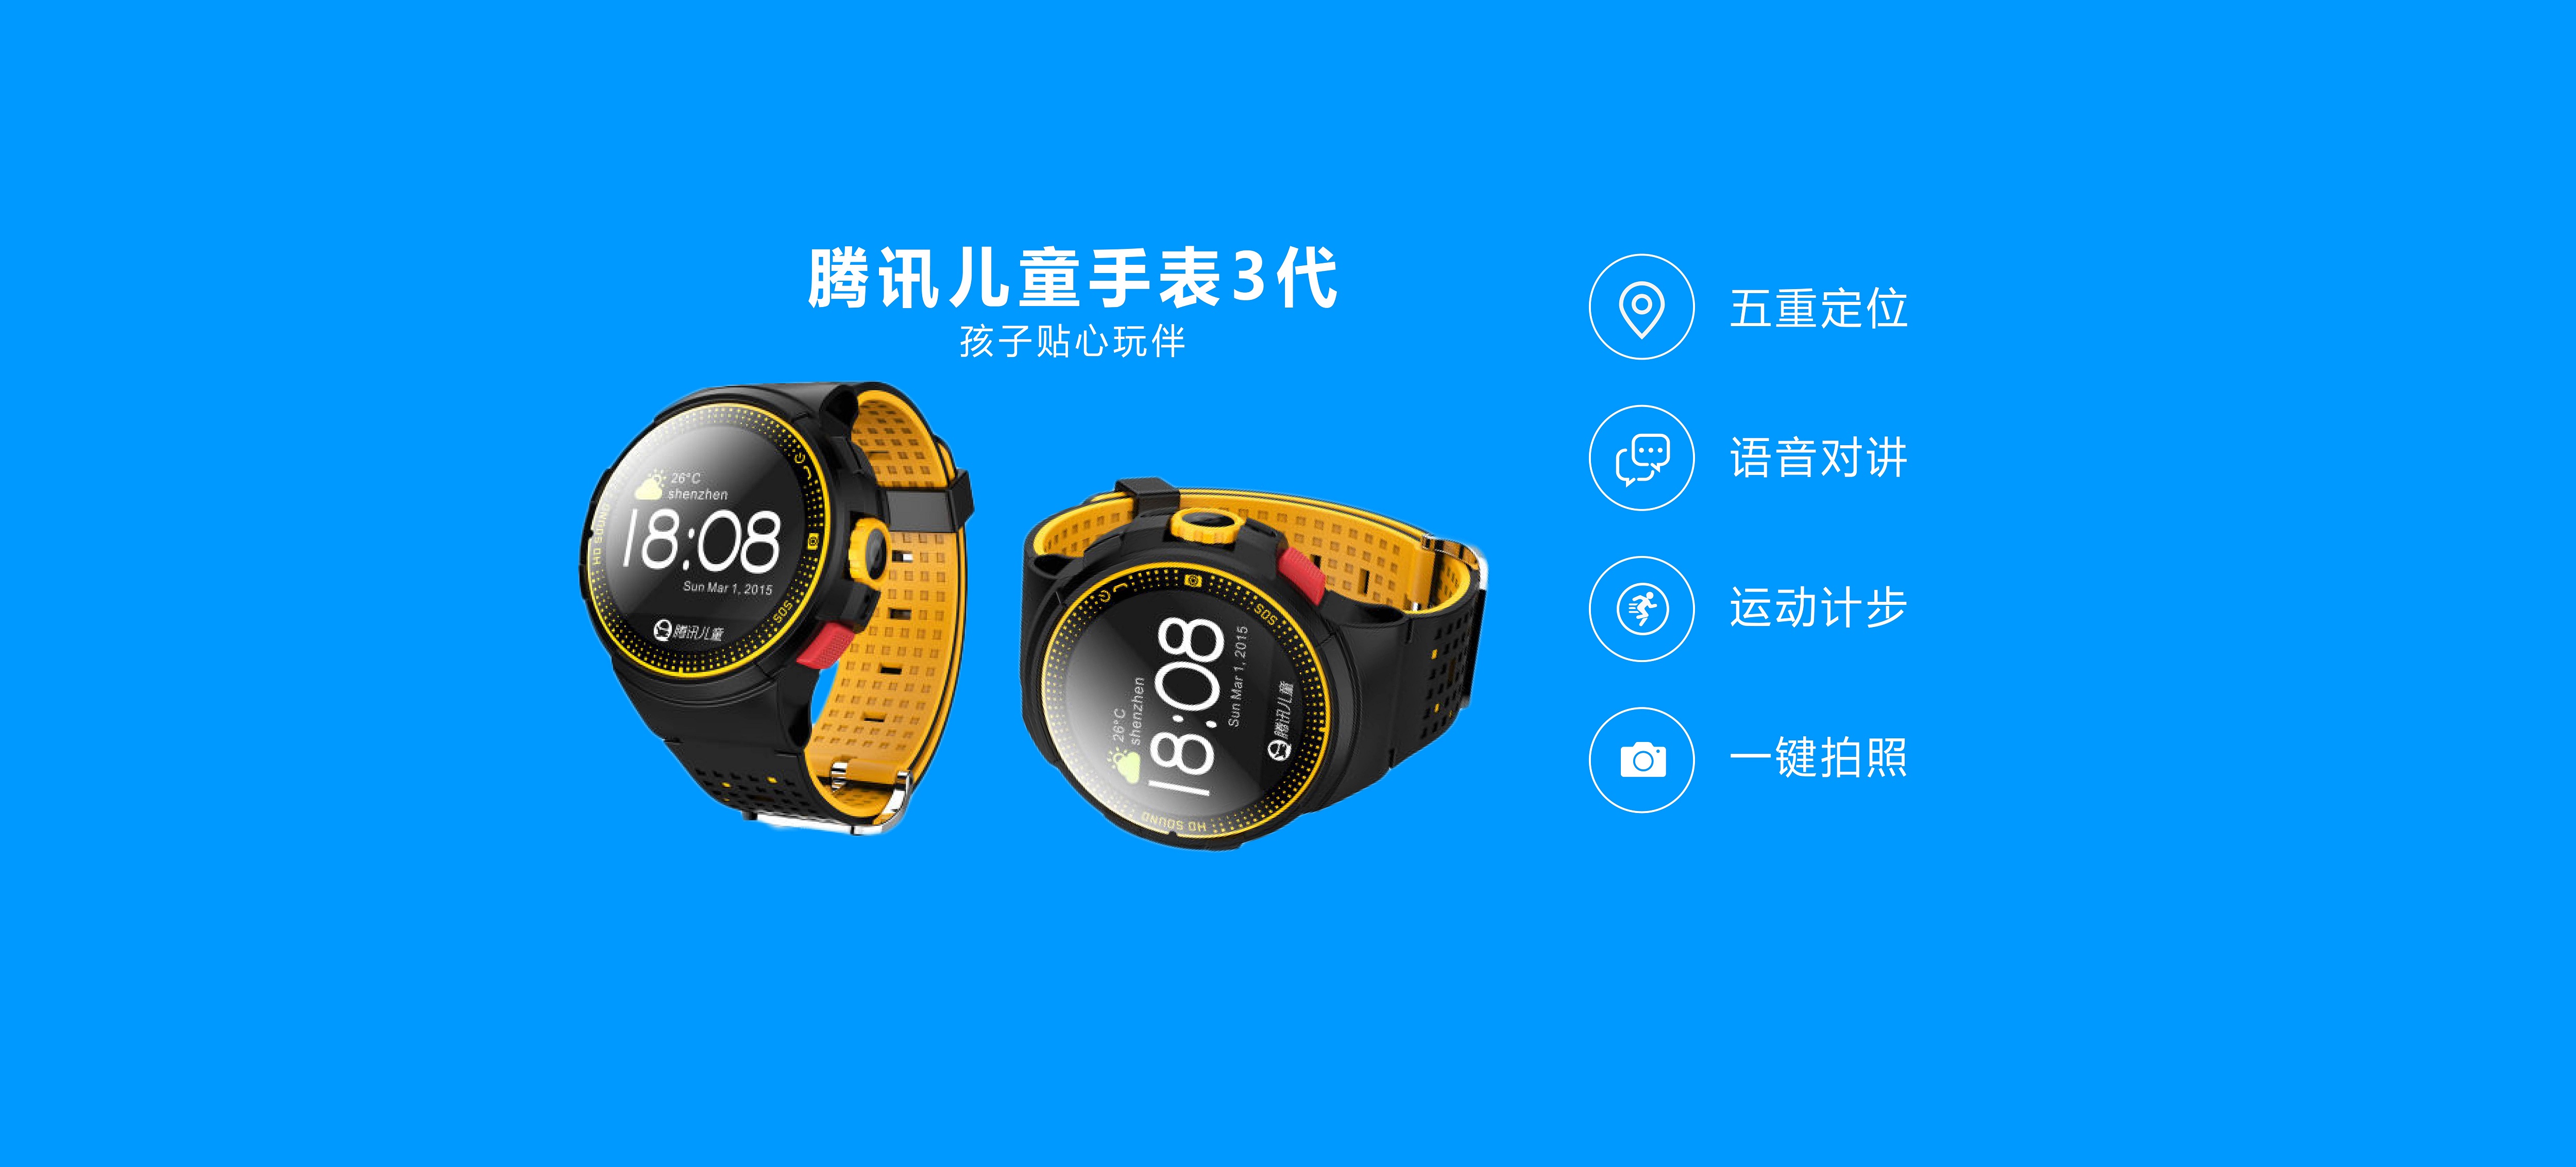 腾讯儿童手表3代
孩子贴心玩伴
26°C
shenzhen
18:08
Sun Mar 1, 2015
腾讯儿童
HD SOUND
SOS
26°C
shenzhen
18:08
Sun Mar 1, 2015
腾讯儿童
HD SOUND
SOS
五重定位
语音对讲
运动计步
一键拍照